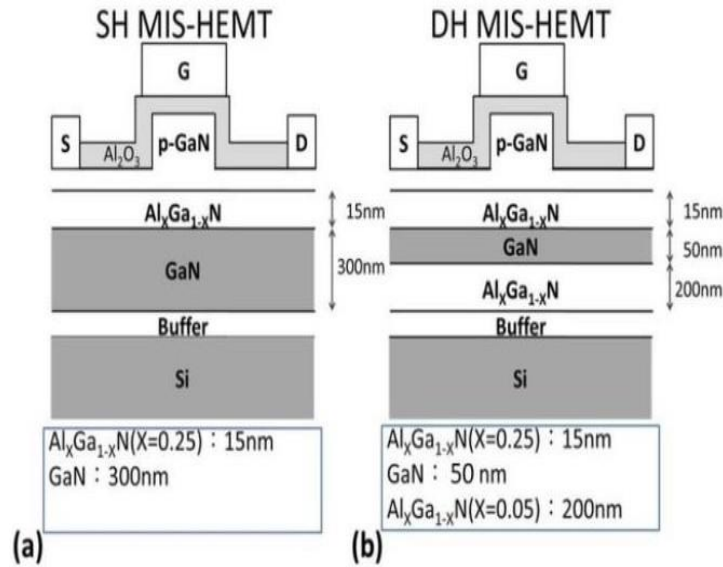 SH MIS-HEMT
G
S
Al₂O₃
p-GaN
D
AlₓGa₁₋ₓN
15nm
GaN
300nm
Buffer
Si
AlₓGa₁₋ₓN(X=0.25)：15nm
GaN：300nm
(a)
DH MIS-HEMT
G
S
Al₂O₃
p-GaN
D
AlₓGa₁₋ₓN
15nm
GaN
50nm
AlₓGa₁₋ₓN
200nm
Buffer
Si
AlₓGa₁₋ₓN(X=0.25)：15nm
GaN：50 nm
AlₓGa₁₋ₓN(X=0.05)：200nm
(b)